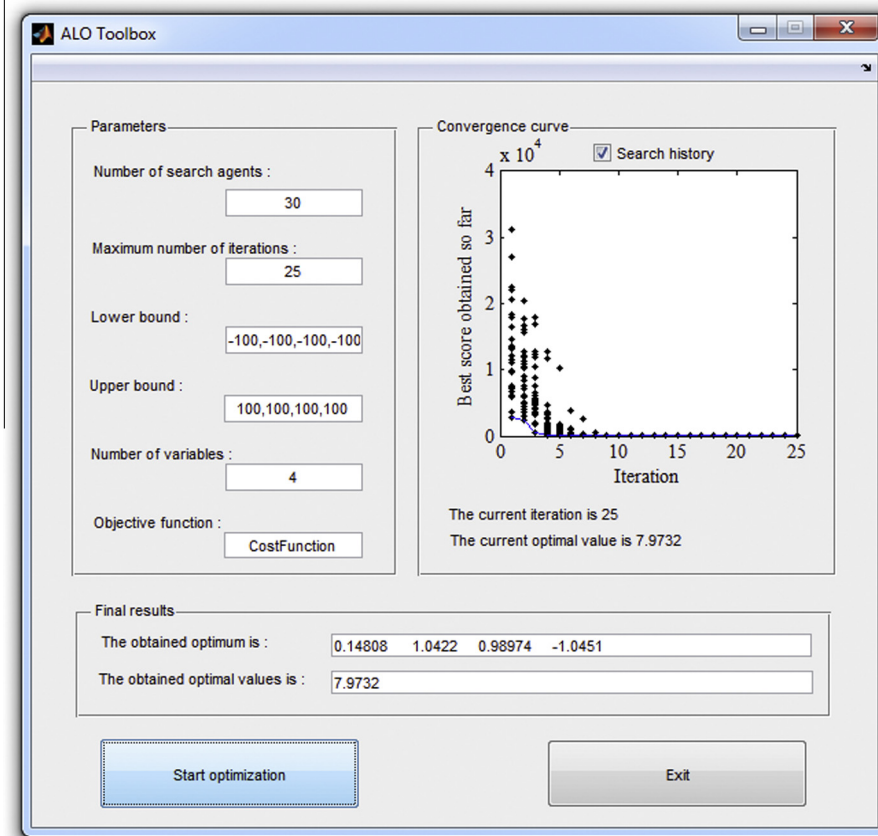 ALO Toolbox
Parameters
Number of search agents :
30
Maximum number of iterations :
25
Lower bound :
-100,-100,-100,-100
Upper bound :
100,100,100,100
Number of variables :
4
Objective function :
CostFunction
Convergence curve
x 10^4
Search history
Best score obtained so far
4
3
2
1
0
0 5 10 15 20 25
Iteration
The current iteration is 25
The current optimal value is 7.9732
Final results
The obtained optimum is :
0.14808 1.0422 0.98974 -1.0451
The obtained optimal values is :
7.9732
Start optimization
Exit